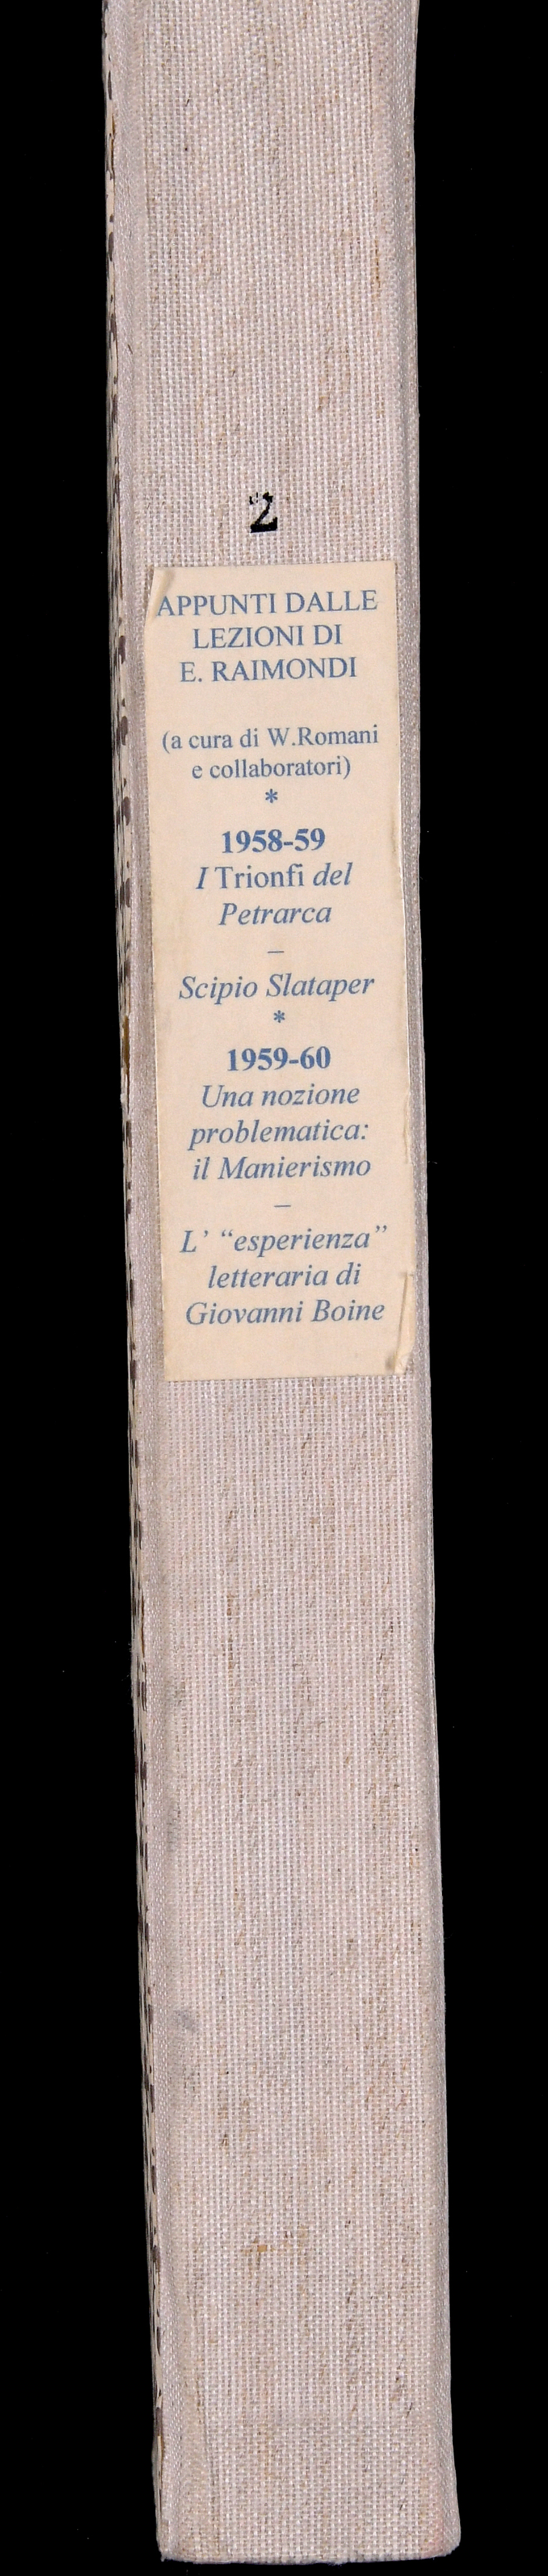 2
APPUNTI DALLE
LEZIONI DI
E. RAIMONDI
(a cura di W.Romani
e collaboratori)
*
1958-59
I Trionfi del
Petrarca
–
Scipio Slataper
*
1959-60
Una nozione
problematica:
il Manierismo
–
L’ “esperienza”
letteraria di
Giovanni Boine